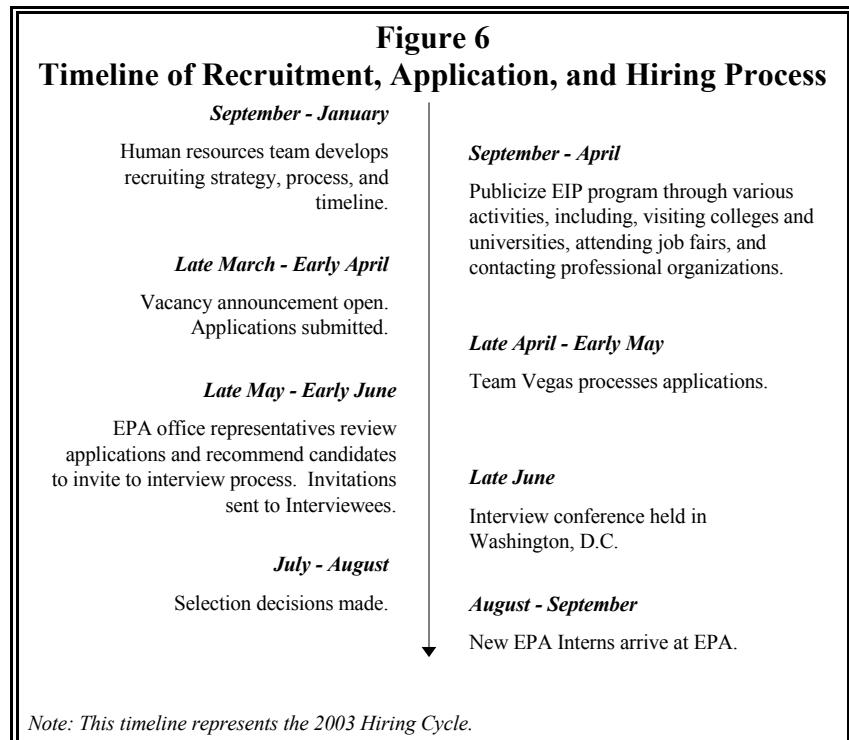 Figure 6
Timeline of Recruitment, Application, and Hiring Process
September - January
Human resources team develops
recruiting strategy, process, and
timeline.
September - April
Publicize EIP program through various
activities, including, visiting colleges and
universities, attending job fairs, and
contacting professional organizations.
Late March - Early April
Vacancy announcement open.
Applications submitted.
Late April - Early May
Team Vegas processes applications.
Late May - Early June
EPA office representatives review
applications and recommend candidates
to invite to interview process.  Invitations
sent to Interviewees.
Late June
Interview conference held in
Washington, D.C.
July - August
Selection decisions made.
August - September
New EPA Interns arrive at EPA.
Note: This timeline represents the 2003 Hiring Cycle.